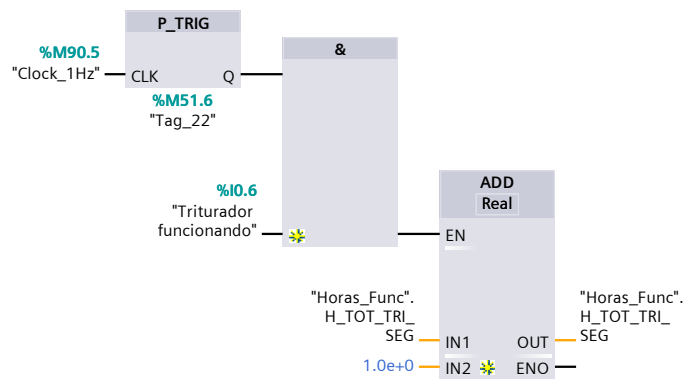 P_TRIG
%M90.5
"Clock_1Hz"
CLK
Q
%M51.6
"Tag_22"
&
%I0.6
"Triturador
funcionando"
ADD
Real
EN
"Horas_Func".
H_TOT_TRI_
SEG
IN1
OUT
"Horas_Func".
H_TOT_TRI_
SEG
1.0e+0
IN2
ENO